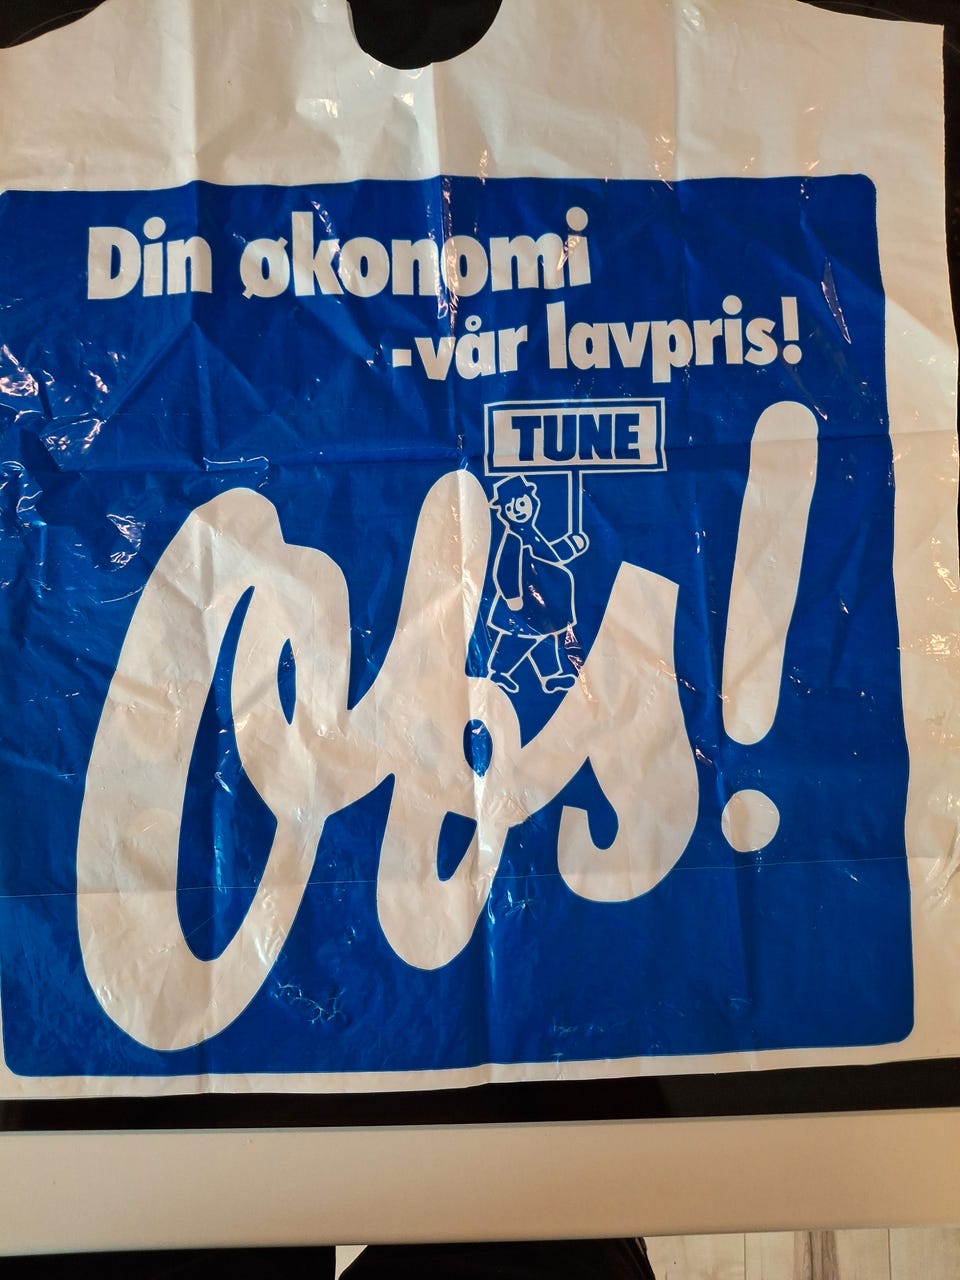 Din økonomi
-vår lavpris!
TUNE
Obs!